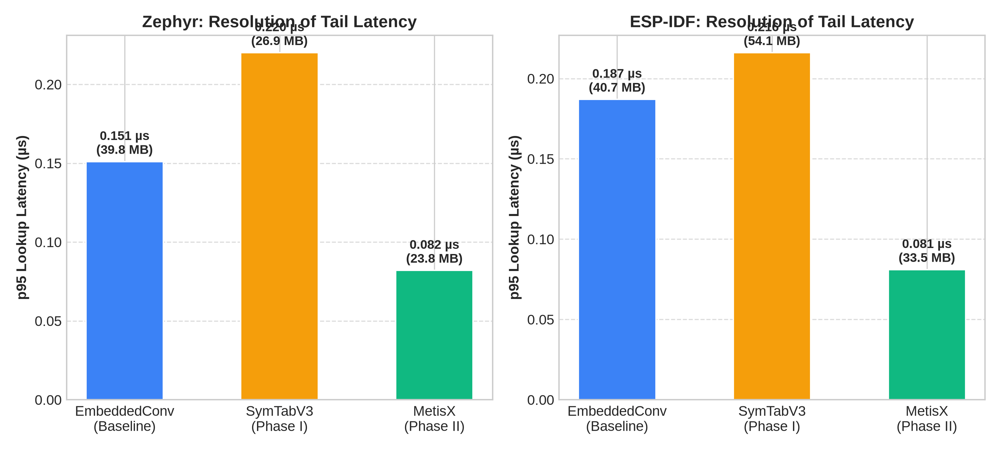 Zephyr: Resolution of Tail Latency
0.220 µs
(26.9 MB)
0.151 µs
(39.8 MB)
0.082 µs
(23.8 MB)
p95 Lookup Latency (µs)
0.20
0.15
0.10
0.05
0.00
EmbeddedConv
(Baseline)
SymTabV3
(Phase I)
MetisX
(Phase II)
ESP-IDF: Resolution of Tail Latency
0.216 µs
(54.1 MB)
0.187 µs
(40.7 MB)
0.081 µs
(33.5 MB)
p95 Lookup Latency (µs)
0.20
0.15
0.10
0.05
0.00
EmbeddedConv
(Baseline)
SymTabV3
(Phase I)
MetisX
(Phase II)